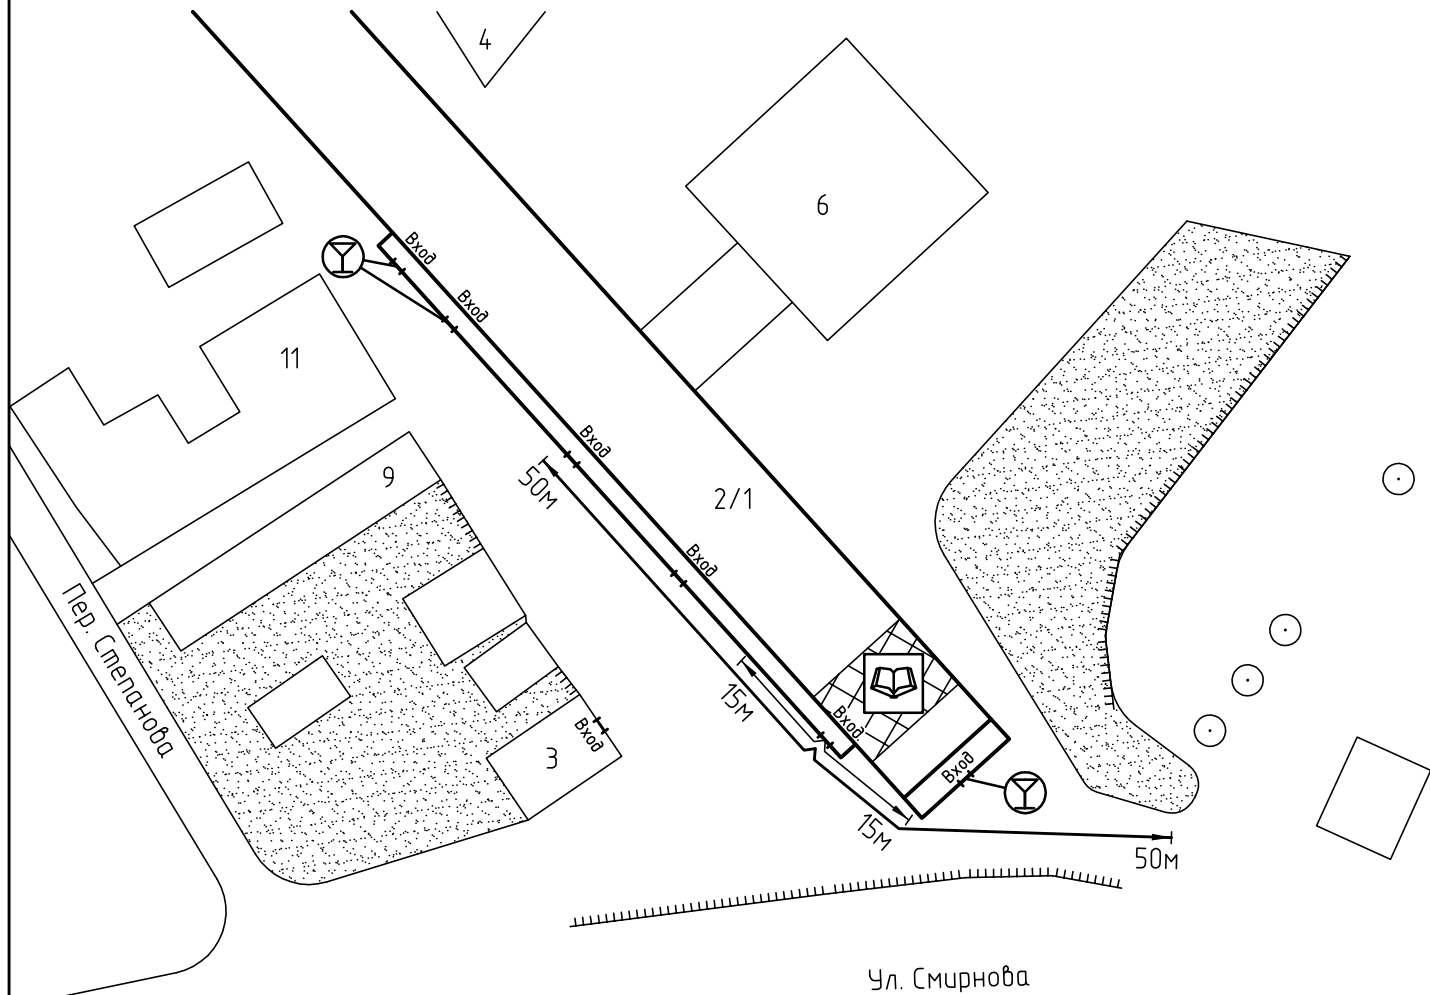 4
6
Вход
Вход
11
Вход
9
50м
2/1
Вход
Пер. Степанова
15м
Вход
Вход
3
Вход
15м
50м
Ул. Смирнова